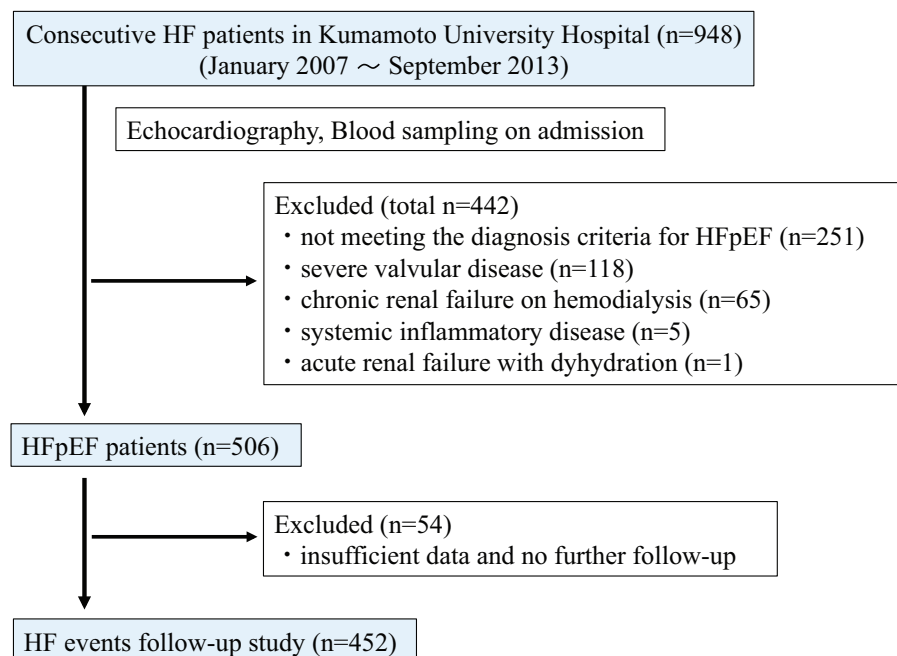 Consecutive HF patients in Kumamoto University Hospital (n=948)
(January 2007 ～ September 2013)
Echocardiography, Blood sampling on admission
Excluded (total n=442)
・not meeting the diagnosis criteria for HFpEF (n=251)
・severe valvular disease (n=118)
・chronic renal failure on hemodialysis (n=65)
・systemic inflammatory disease (n=5)
・acute renal failure with dyhydration (n=1)
HFpEF patients (n=506)
Excluded (n=54)
・insufficient data and no further follow-up
HF events follow-up study (n=452)